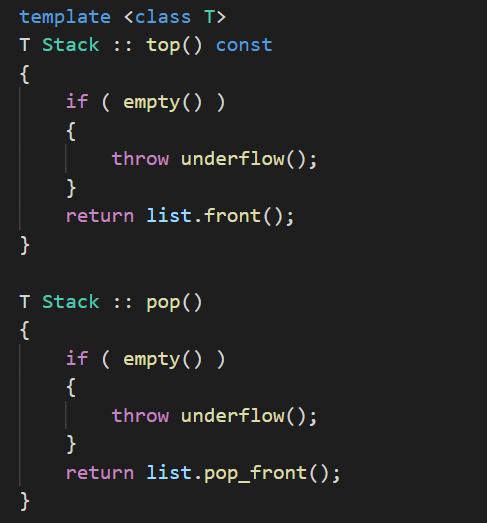 template <class T>
T Stack :: top() const
{
    if ( empty() )
    {
        throw underflow();
    }
    return list.front();
}

T Stack :: pop()
{
    if ( empty() )
    {
        throw underflow();
    }
    return list.pop_front();
}